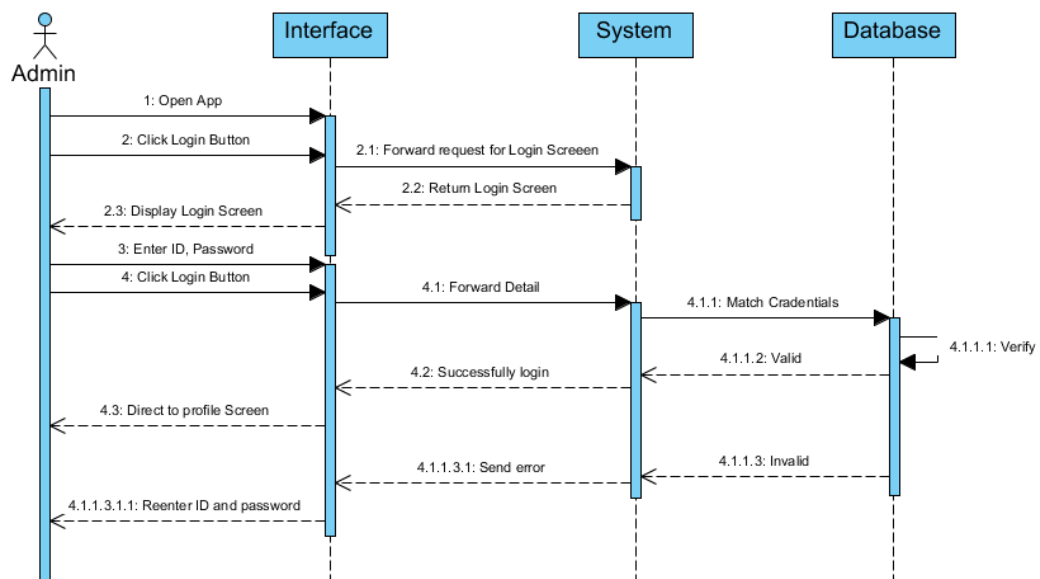 Interface
System
Database
Admin
1: Open App
2: Click Login Button
2.1: Forward request for Login Screeen
2.2: Return Login Screen
2.3: Display Login Screen
3: Enter ID, Password
4: Click Login Button
4.1: Forward Detail
4.1.1: Match Credentials
4.1.1.1: Verify
4.1.1.2: Valid
4.2: Successfully login
4.3: Direct to profile Screen
4.1.1.3: Invalid
4.1.1.3.1: Send error
4.1.1.3.1.1: Reenter ID and password